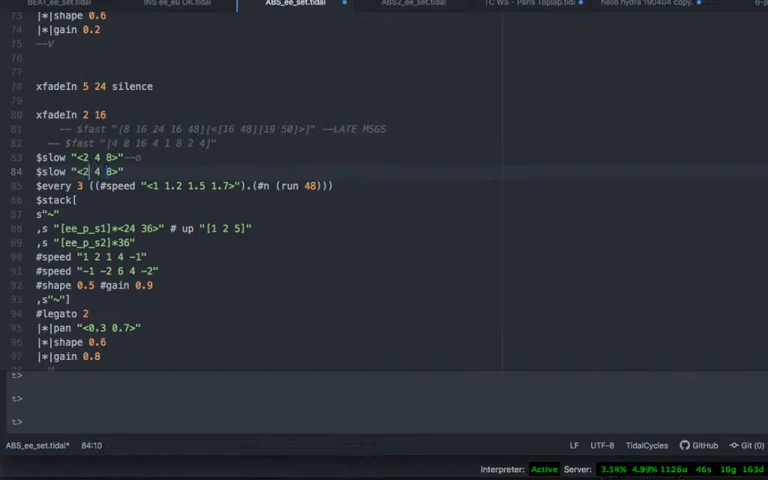 BEAT_ee_set.tidal INS ee_eu OK.tidal ABS_ee_set.tidal ABS2_ee_set.tidal TC WS - Paris Toplap.tidal hello hydra 190404 copy.
73 |*|shape 0.6
74 |*|gain 0.2
75 --V
76
77
78 xfadeIn 5 24 silence
79
80 xfadeIn 2 16
81 -- $fast "[8 16 24 16 48][<[16 48][19 50]>]" --LATE MSGS
82 -- $fast "[4 8 16 4 1 8 2 4]"
83 $slow "<2 4 8>"--o
84 $slow "<2 4 8>"
85 $every 3 ((#speed "<1 1.2 1.5 1.7>").(#n (run 48)))
86 $stack[
87 s"~"
88 ,s "[ee_p_s1]*<24 36>" # up "[1 2 5]"
89 ,s "[ee_p_s2]*36"
90 #speed "1 2 1 4 -1"
91 #speed "-1 -2 6 4 -2"
92 #shape 0.5 #gain 0.9
93 ,s"~"]
94 #legato 2
95 |*|pan "<0.3 0.7>"
96 |*|shape 0.6
97 |*|gain 0.8
t>
t>
t>
ABS_ee_set.tidal* 84:10 LF UTF-8 TidalCycles GitHub Git (0)
Interpreter: Active Server: 3.54% 4.99% 1126u 46s 16g 163d